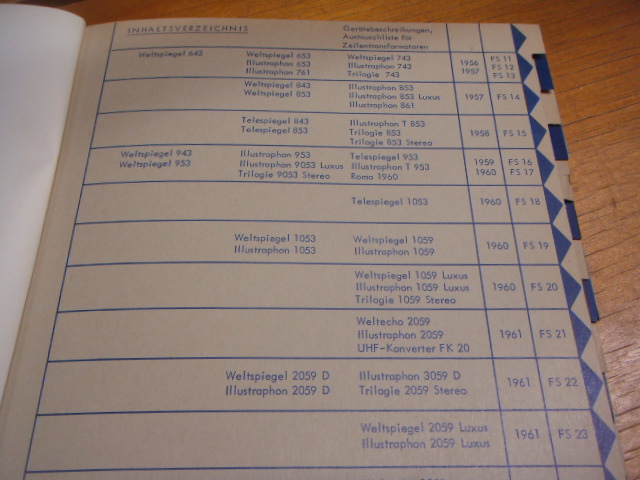 INHALTSVERZEICHNIS
Gerätebeschreibungen,
Austauschliste für
Zeilentransformatoren
Weltspiegel 643 Weltspiegel 653 Weltspiegel 743 1956 FS 11
Illustraphon 653 Illustraphon 743 1957 FS 12
Illustraphon 761 Trilogie 743 FS 13
Weltspiegel 843 Illustraphon 853
Weltspiegel 853 Illustraphon 853 Luxus 1957 FS 14
Illustraphon 861
Telespiegel 843 Illustraphon T 853
Telespiegel 853 Trilogie 853 1958 FS 15
Trilogie 853 Stereo
Weltspiegel 943 Illustraphon 953 Telespiegel 953 1959 FS 16
Weltspiegel 953 Illustraphon 9053 Luxus Illustraphon T 953 1960 FS 17
Trilogie 9053 Stereo Roma 1960
Telespiegel 1053 1960 FS 18
Weltspiegel 1053 Weltspiegel 1059 1960 FS 19
Illustraphon 1053 Illustraphon 1059
Weltspiegel 1059 Luxus
Illustraphon 1059 Luxus 1960 FS 20
Trilogie 1059 Stereo
Weltecho 2059
Illustraphon 2059 1961 FS 21
UHF-Konverter FK 20
Weltspiegel 2059 D Illustraphon 3059 D 1961 FS 22
Illustraphon 2059 D Trilogie 2059 Stereo
Weltspiegel 2059 Luxus 1961 FS 23
Illustraphon 2059 Luxus